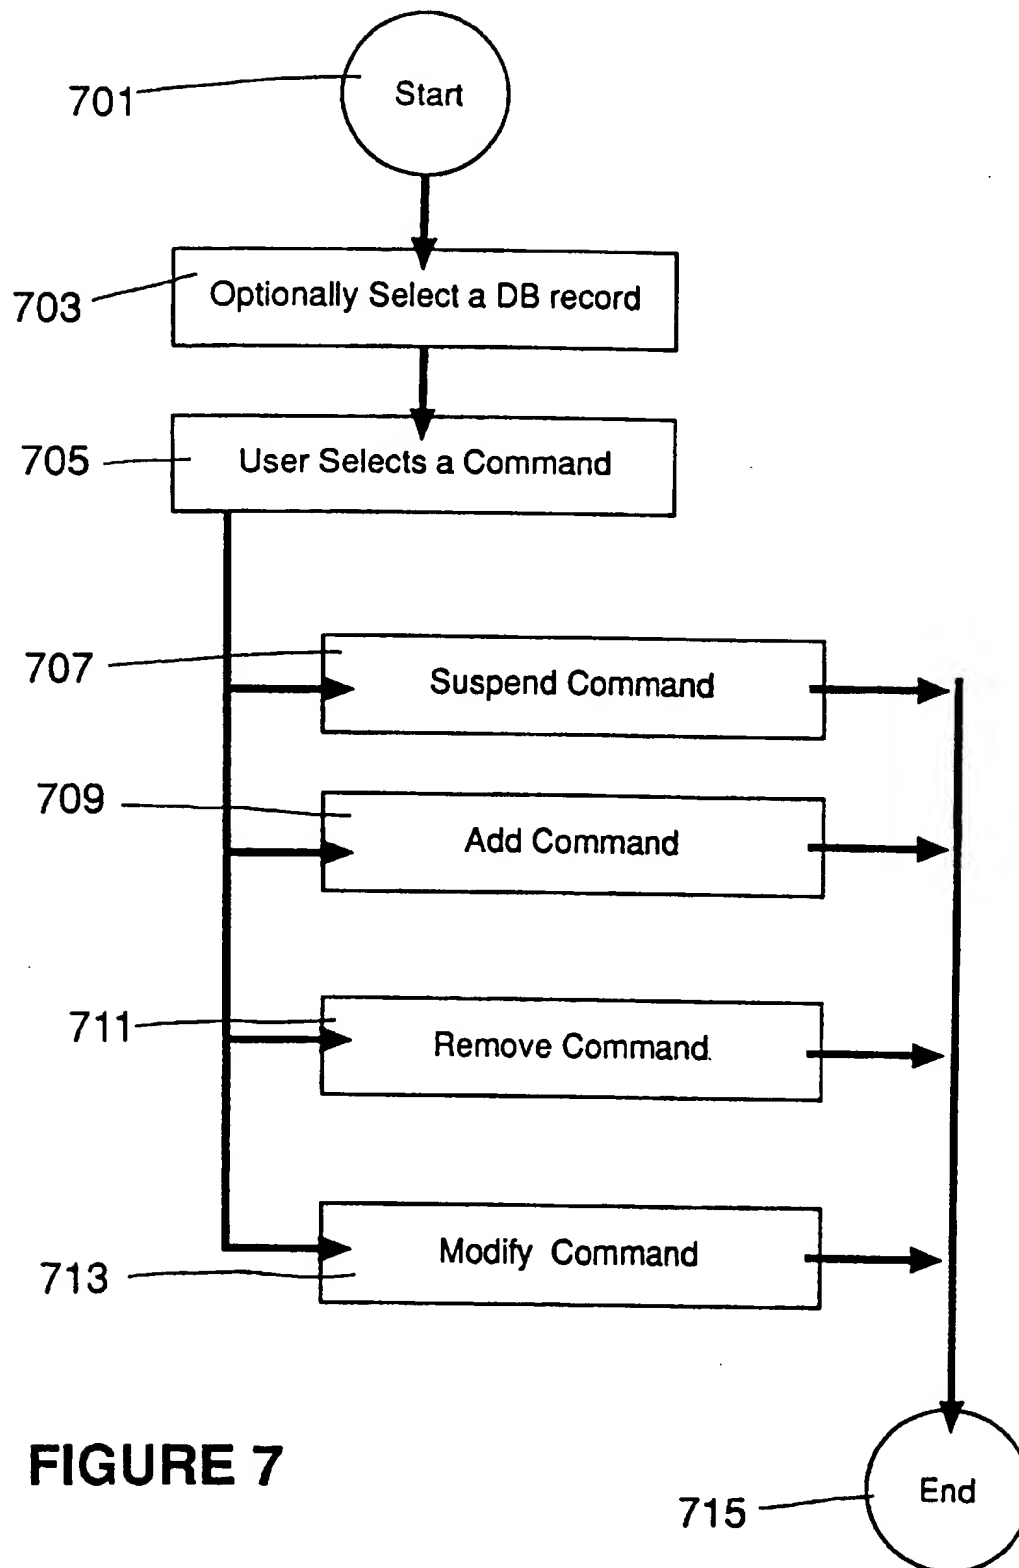 701
Start
703
Optionally Select a DB record
705
User Selects a Command
707
Suspend Command
709
Add Command
711
Remove Command
713
Modify Command
FIGURE 7
715
End